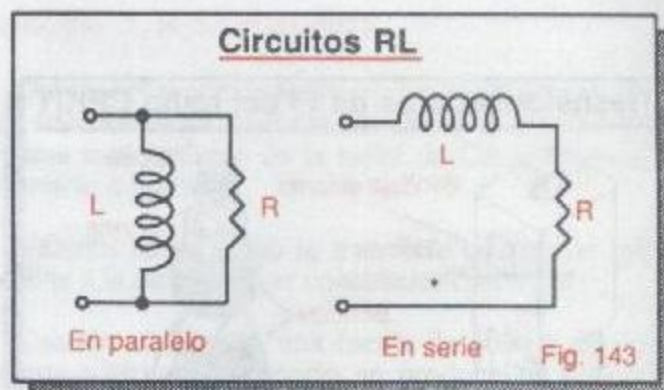 Circuitos RL
L
R
En paralelo
L
R
En serie
Fig. 143